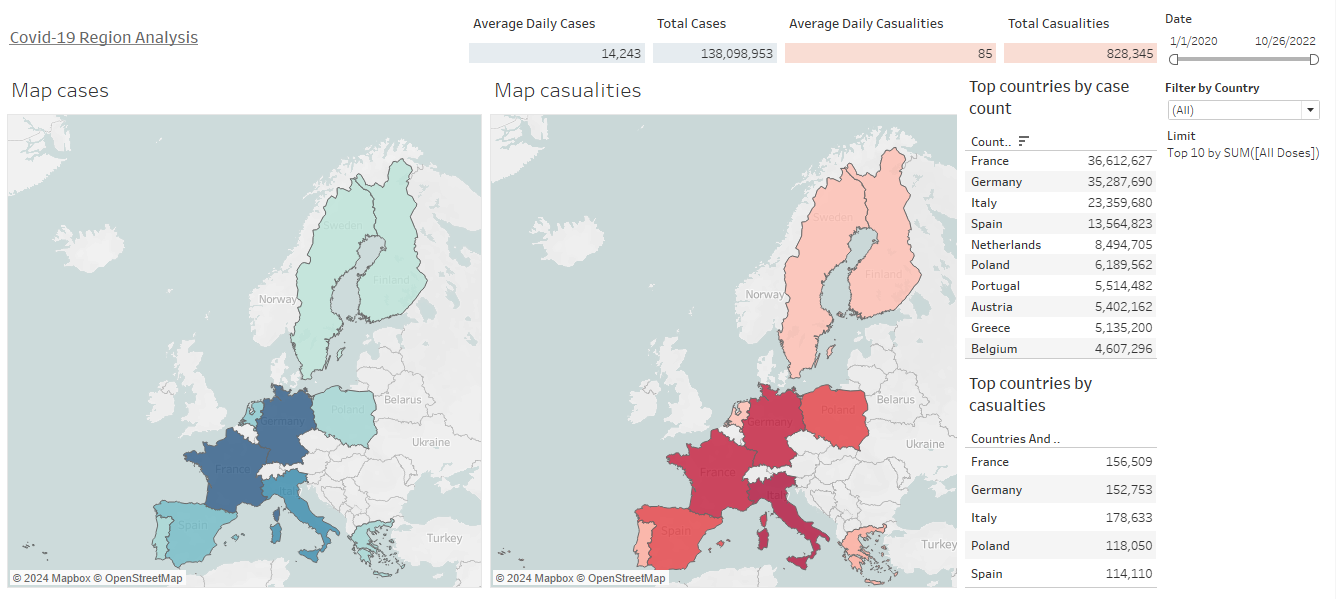 Covid-19 Region Analysis
Average Daily Cases
14,243
Total Cases
138,098,953
Average Daily Casualities
85
Total Casualities
828,345
Date
1/1/2020 10/26/2022
Filter by Country
(All)
Limit
Top 10 by SUM([All Doses])
Map cases
Sweden
Finland
Norway
Belarus
Poland
Germany
Ukraine
France
Italy
Spain
Turkey
© 2024 Mapbox © OpenStreetMap
Map casualities
Sweden
Finland
Norway
Belarus
Poland
Germany
Ukraine
France
Italy
Spain
Turkey
© 2024 Mapbox © OpenStreetMap
Top countries by case
count
Count..
France 36,612,627
Germany 35,287,690
Italy 23,359,680
Spain 13,564,823
Netherlands 8,494,705
Poland 6,189,562
Portugal 5,514,482
Austria 5,402,162
Greece 5,135,200
Belgium 4,607,296
Top countries by
casualties
Countries And ..
France 156,509
Germany 152,753
Italy 178,633
Poland 118,050
Spain 114,110